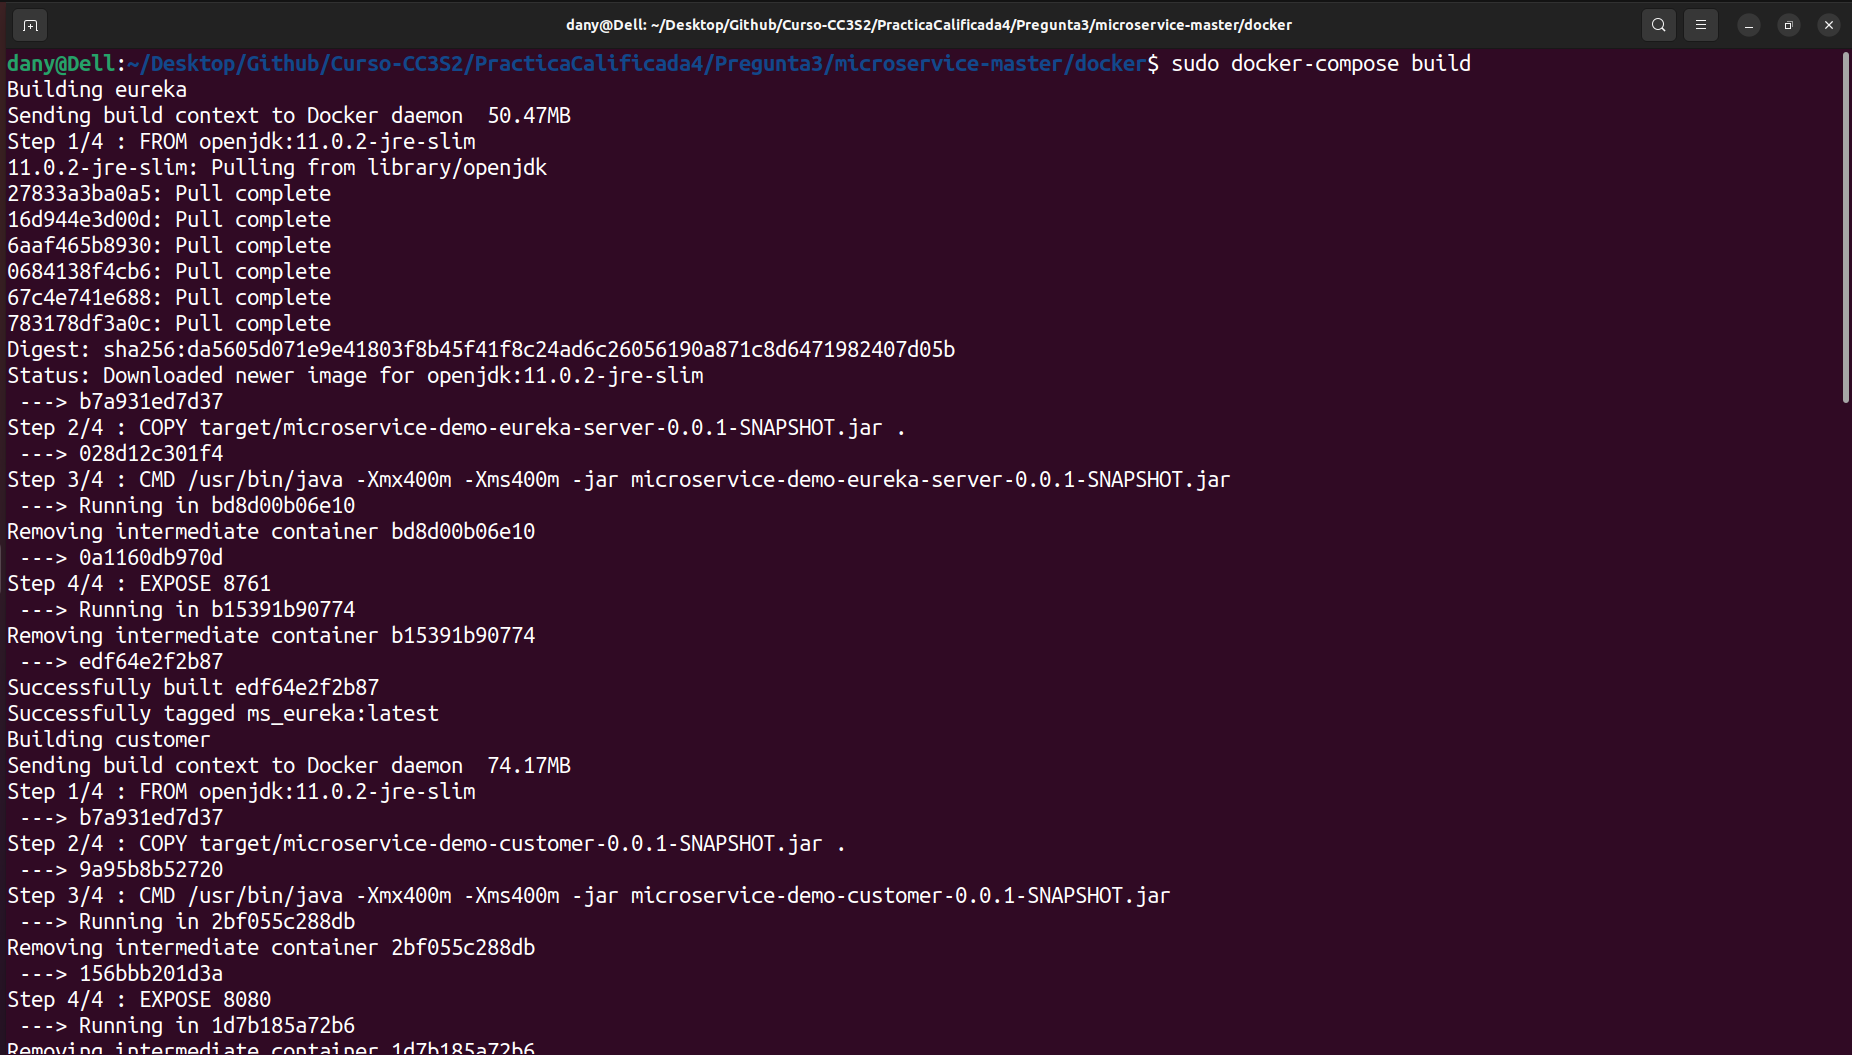 dany@Dell: ~/Desktop/Github/Curso-CC3S2/PracticaCalificada4/Pregunta3/microservice-master/docker
dany@Dell:~/Desktop/Github/Curso-CC3S2/PracticaCalificada4/Pregunta3/microservice-master/docker$ sudo docker-compose build
Building eureka
Sending build context to Docker daemon  50.47MB
Step 1/4 : FROM openjdk:11.0.2-jre-slim
11.0.2-jre-slim: Pulling from library/openjdk
27833a3ba0a5: Pull complete
16d944e3d00d: Pull complete
6aaf465b8930: Pull complete
0684138f4cb6: Pull complete
67c4e741e688: Pull complete
783178df3a0c: Pull complete
Digest: sha256:da5605d071e9e41803f8b45f41f8c24ad6c26056190a871c8d6471982407d05b
Status: Downloaded newer image for openjdk:11.0.2-jre-slim
 ---> b7a931ed7d37
Step 2/4 : COPY target/microservice-demo-eureka-server-0.0.1-SNAPSHOT.jar .
 ---> 028d12c301f4
Step 3/4 : CMD /usr/bin/java -Xmx400m -Xms400m -jar microservice-demo-eureka-server-0.0.1-SNAPSHOT.jar
 ---> Running in bd8d00b06e10
Removing intermediate container bd8d00b06e10
 ---> 0a1160db970d
Step 4/4 : EXPOSE 8761
 ---> Running in b15391b90774
Removing intermediate container b15391b90774
 ---> edf64e2f2b87
Successfully built edf64e2f2b87
Successfully tagged ms_eureka:latest
Building customer
Sending build context to Docker daemon  74.17MB
Step 1/4 : FROM openjdk:11.0.2-jre-slim
 ---> b7a931ed7d37
Step 2/4 : COPY target/microservice-demo-customer-0.0.1-SNAPSHOT.jar .
 ---> 9a95b8b52720
Step 3/4 : CMD /usr/bin/java -Xmx400m -Xms400m -jar microservice-demo-customer-0.0.1-SNAPSHOT.jar
 ---> Running in 2bf055c288db
Removing intermediate container 2bf055c288db
 ---> 156bbb201d3a
Step 4/4 : EXPOSE 8080
 ---> Running in 1d7b185a72b6
Removing intermediate container 1d7b185a72b6